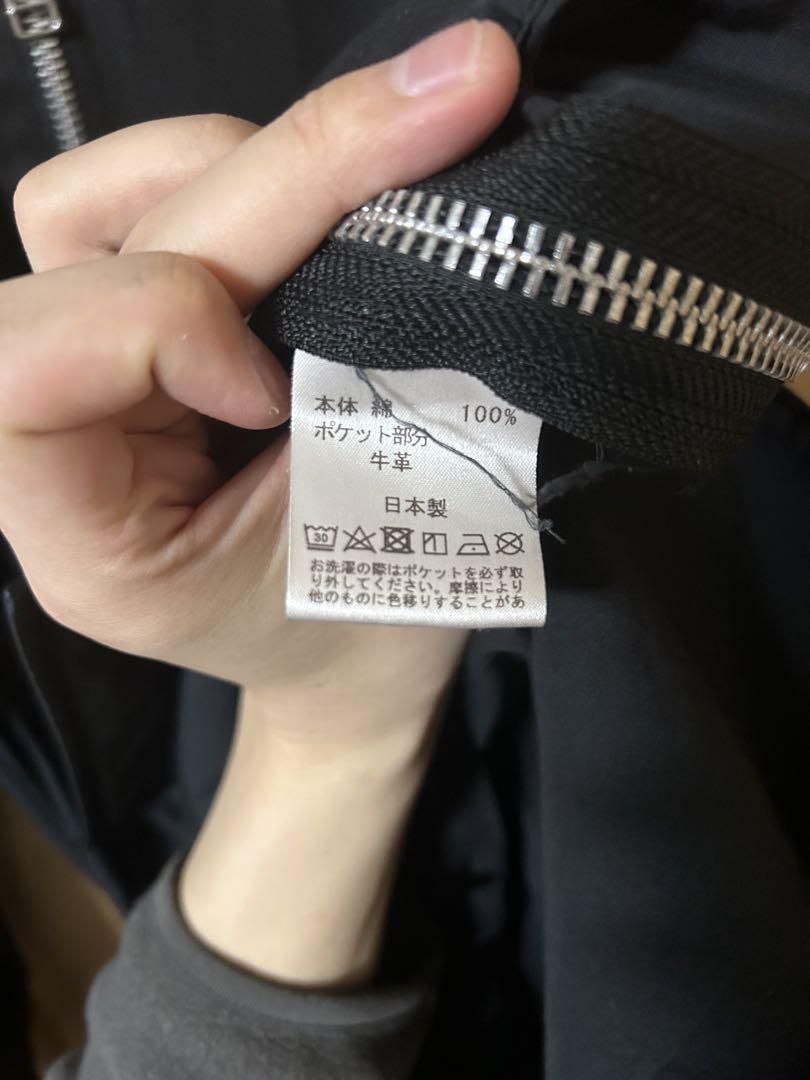 本体 綿 100%
ポケット部分
牛革
日本製
30
お洗濯の際はポケットを必ず取
り外してください。摩擦により
他のものに色移りすることがあ